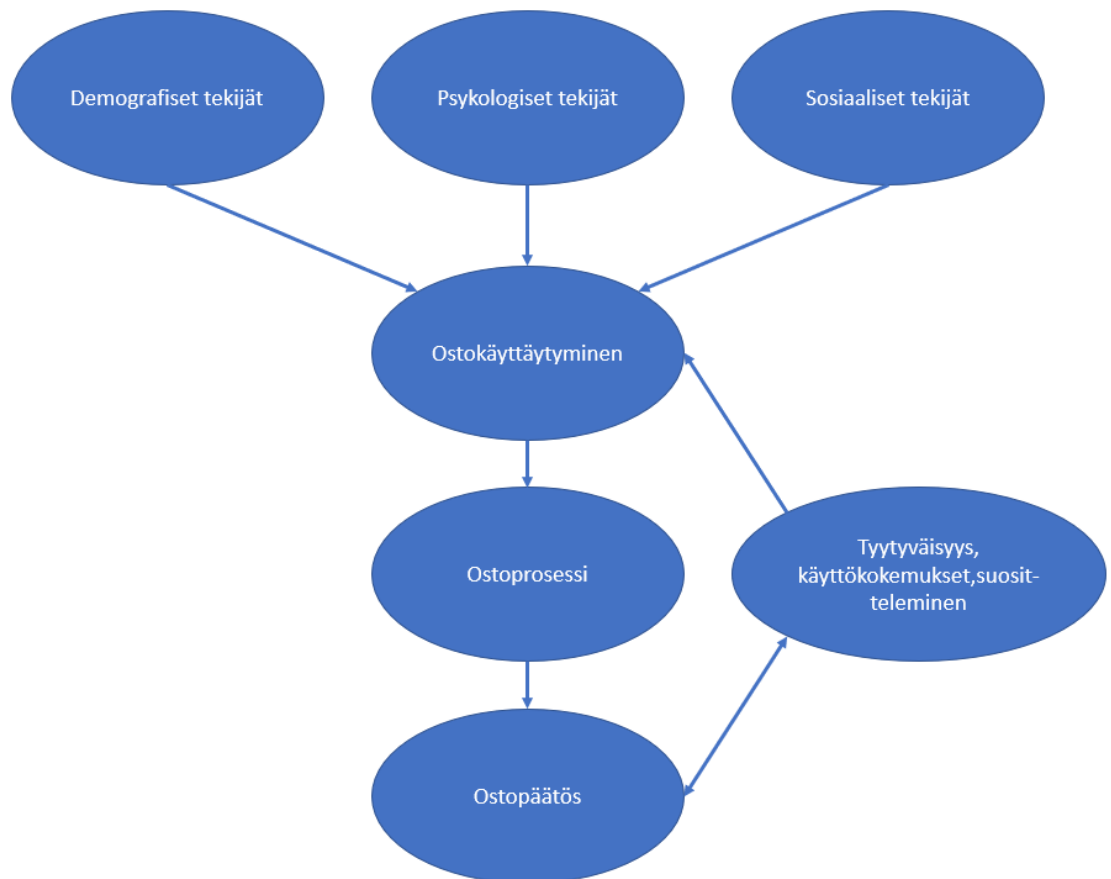 Demografiset tekijät
Psykologiset tekijät
Sosiaaliset tekijät
Ostokäyttäytyminen
Ostoprosessi
Tyytyväisyys,
käyttökokemukset,suosit-
teleminen
Ostopäätös